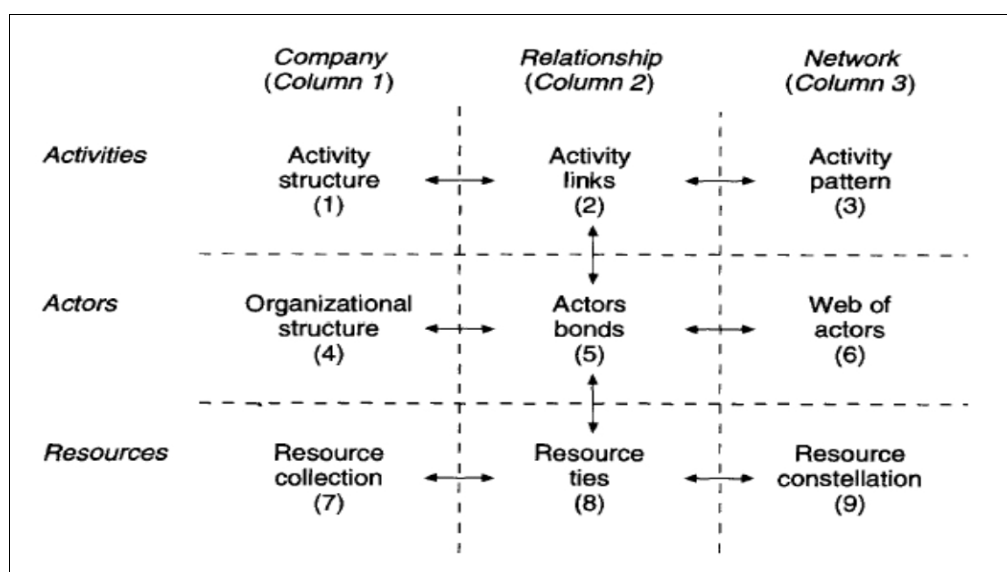 Company
(Column 1)
Relationship
(Column 2)
Network
(Column 3)
Activities
Activity
structure
(1)
Activity
links
(2)
Activity
pattern
(3)
Actors
Organizational
structure
(4)
Actors
bonds
(5)
Web of
actors
(6)
Resources
Resource
collection
(7)
Resource
ties
(8)
Resource
constellation
(9)